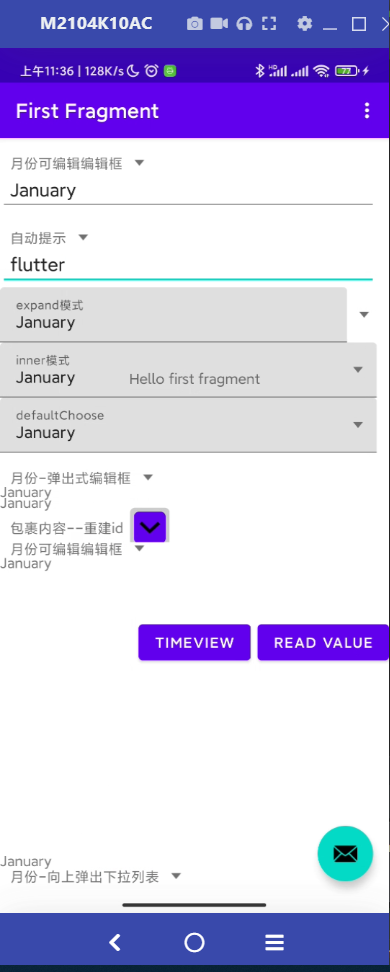 M2104K10AC
上午11:36 | 128K/s
HD
77
First Fragment
月份可编辑编辑框
January
自动提示
flutter
expand模式
January
inner模式
January
Hello first fragment
defaultChoose
January
月份-弹出式编辑框
January
January
包裹内容--重建id
月份可编辑编辑框
January
TIMEVIEW
READ VALUE
January
月份-向上弹出下拉列表